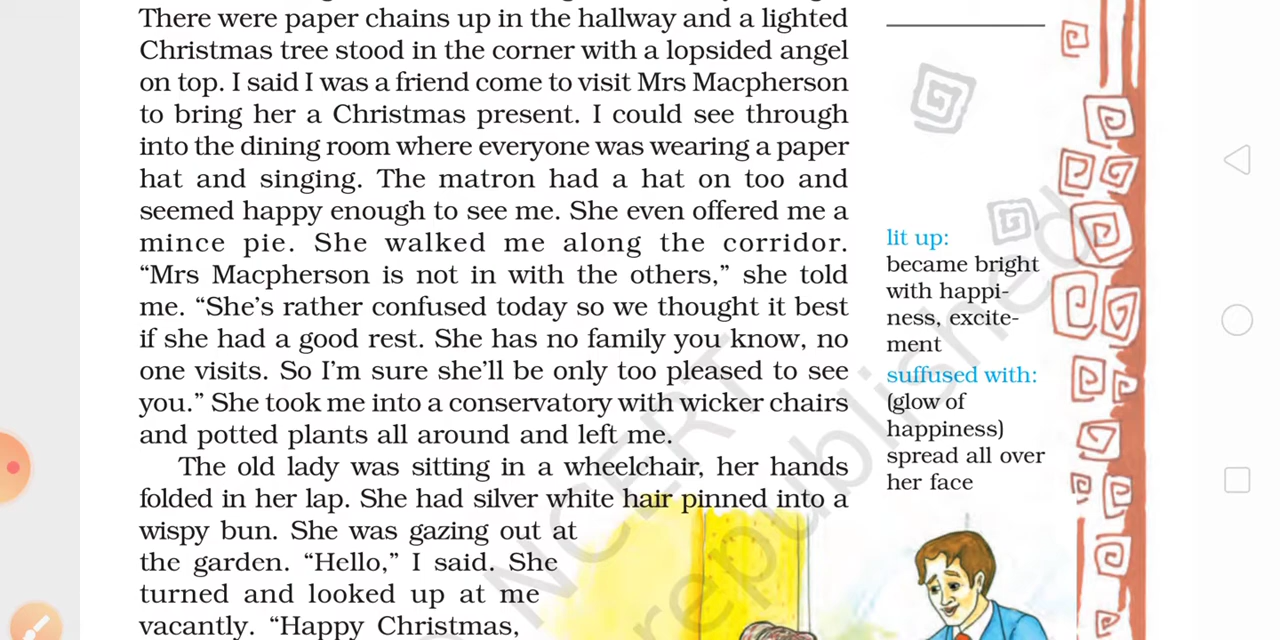 There were paper chains up in the hallway and a lighted
Christmas tree stood in the corner with a lopsided angel
on top. I said I was a friend come to visit Mrs Macpherson
to bring her a Christmas present. I could see through
into the dining room where everyone was wearing a paper
hat and singing. The matron had a hat on too and
seemed happy enough to see me. She even offered me a
mince pie. She walked me along the corridor.
“Mrs Macpherson is not in with the others,” she told
me. “She’s rather confused today so we thought it best
if she had a good rest. She has no family you know, no
one visits. So I’m sure she’ll be only too pleased to see
you.” She took me into a conservatory with wicker chairs
and potted plants all around and left me.
The old lady was sitting in a wheelchair, her hands
folded in her lap. She had silver white hair pinned into a
wispy bun. She was gazing out at
the garden. “Hello,” I said. She
turned and looked up at me
vacantly. “Happy Christmas,
lit up:
became bright
with happi-
ness, excite-
ment
suffused with:
(glow of
happiness)
spread all over
her face
NCERT
republished